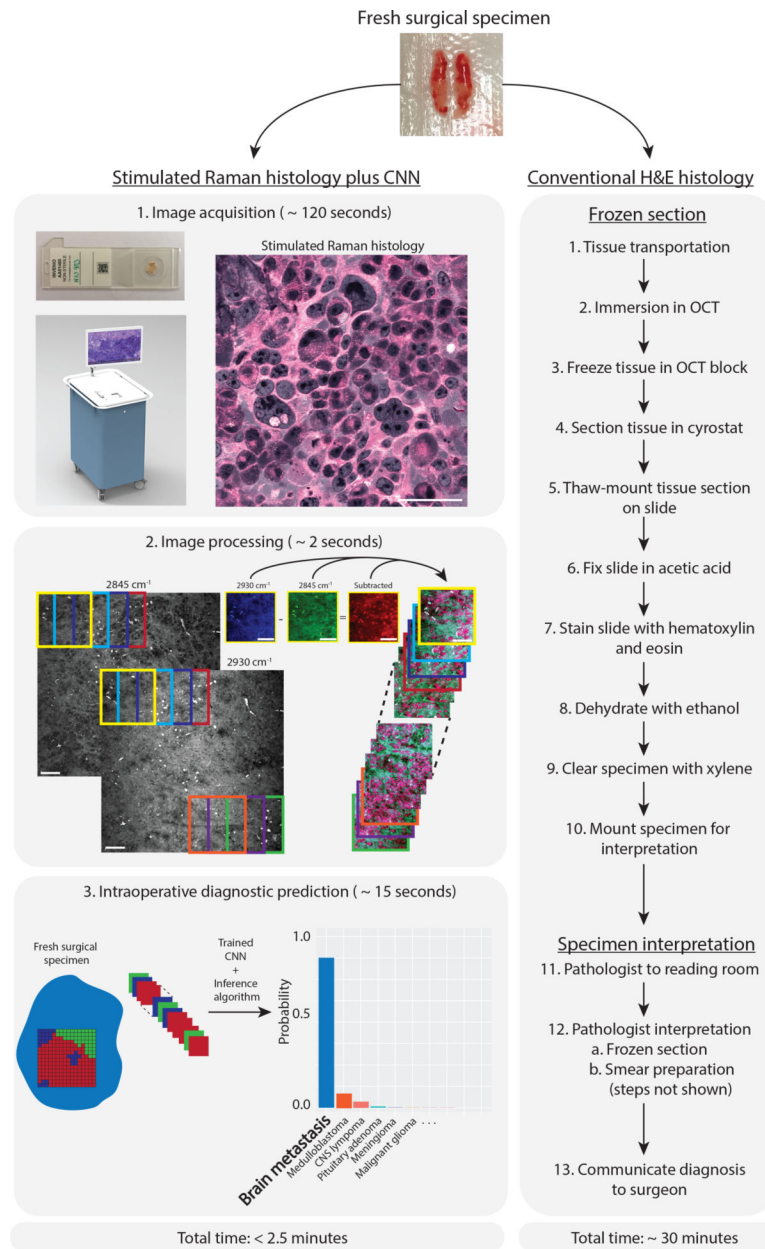 Fresh surgical specimen
Stimulated Raman histology plus CNN
1. Image acquisition ( ~ 120 seconds)
Stimulated Raman histology
2. Image processing ( ~ 2 seconds)
2845 cm⁻¹
2930 cm⁻¹
2845 cm⁻¹
Subtracted
-
=
2930 cm⁻¹
3. Intraoperative diagnostic prediction ( ~ 15 seconds)
Fresh surgical
specimen
Trained
CNN
+
Inference
algorithm
Probability
1.0
0.5
0.0
Brain metastasis
Medulloblastoma
CNS lympoma
Pituitary adenoma
Meningioma
Malignant glioma
. . .
Total time: < 2.5 minutes
Conventional H&E histology
Frozen section
1. Tissue transportation
2. Immersion in OCT
3. Freeze tissue in OCT block
4. Section tissue in cyrostat
5. Thaw-mount tissue section
on slide
6. Fix slide in acetic acid
7. Stain slide with hematoxylin
and eosin
8. Dehydrate with ethanol
9. Clear specimen with xylene
10. Mount specimen for
interpretation
Specimen interpretation
11. Pathologist to reading room
12. Pathologist interpretation
a. Frozen section
b. Smear preparation
(steps not shown)
13. Communicate diagnosis
to surgeon
Total time: ~ 30 minutes